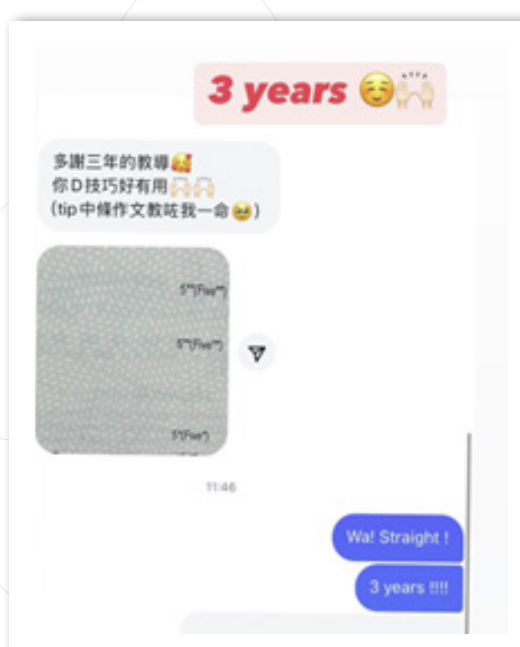 3 years ☺️🙌🏻
多謝三年的教導🥰
你D技巧好有用🙌🏻🙌🏻
(tip中條作文教咗我一命🥹)
5**(Five**)
5**(Five**)
5*(Five*)
11:46
Wa! Straight !
3 years !!!!